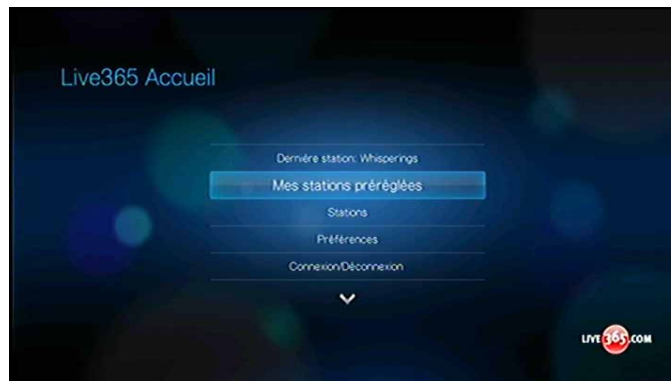 Live365 Accueil
Dernière station: Whisperings
Mes stations préréglées
Stations
Préférences
Connexion/Déconnexion
LIVE365.COM